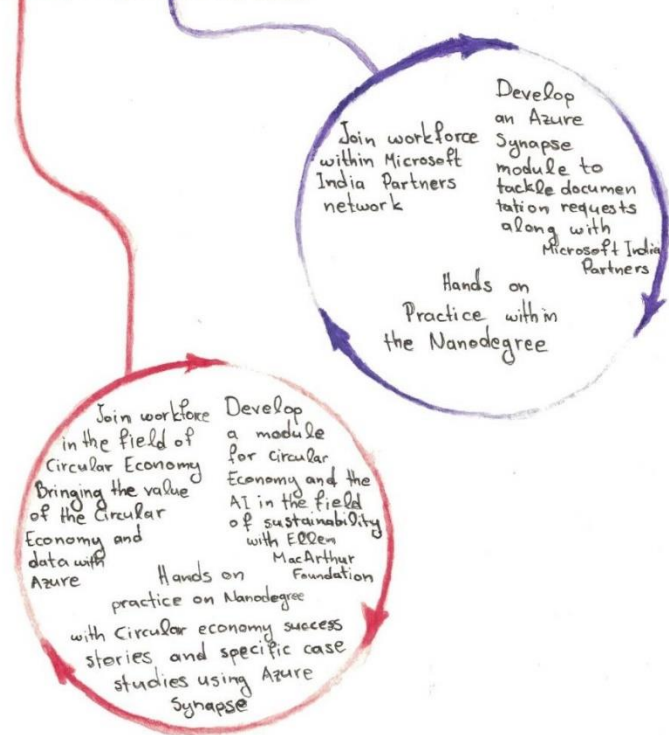 Join workforce
within Microsoft
India Partners
network
Develop
an Azure
Synapse
module to
tackle documen
tation requests
along with
Microsoft India
Partners
Hands on
Practice within
the Nanodegree
Join workforce
in the field of
Circular Economy
Bringing the value
of the Circular
Economy and
data with
Azure
Develop
a module
for circular
Economy and the
AI in the field
of sustainability
with Ellen
MacArthur
Foundation
Hands on
practice on Nanodegree
with Circular economy success
stories and specific case
studies using Azure
Synapse